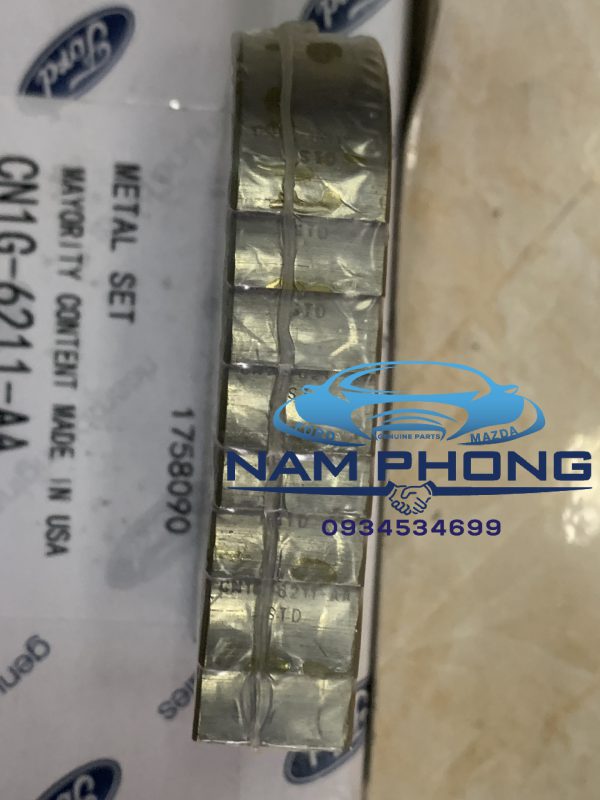 Ford
METAL SET
MAYORITY CONTENT MADE IN USA
CN1G-6211-AA
1758090
STD
STD
STD
CN1G-6211-AA
STD
FORD
GENUINE PARTS
MAZDA
NAM PHONG
0934534699